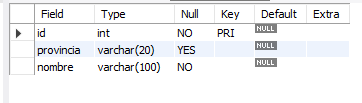 Field Type Null Key Default Extra
id int NO PRI NULL
provincia varchar(20) YES NULL
nombre varchar(100) NO NULL